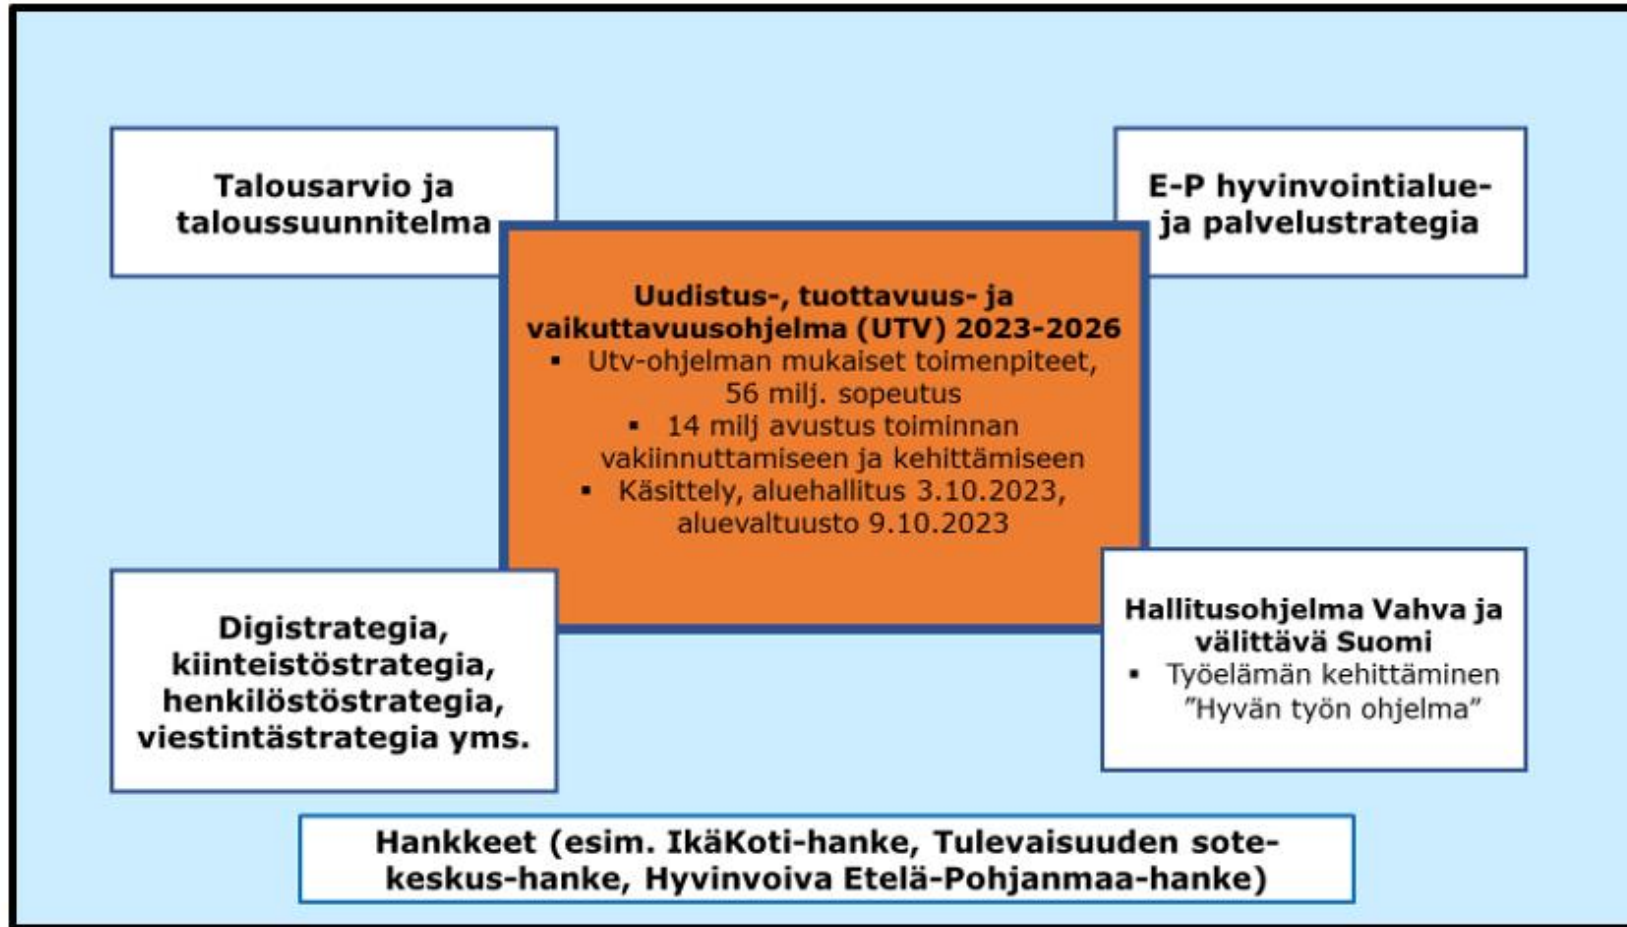 Talousarvio ja
taloussuunnitelma
E-P hyvinvointialue-
ja palvelustrategia
Uudistus-, tuottavuus- ja
vaikuttavuusohjelma (UTV) 2023-2026
▪ Utv-ohjelman mukaiset toimenpiteet,
56 milj. sopeutus
▪ 14 milj avustus toiminnan
vakiinnuttamiseen ja kehittämiseen
▪ Käsittely, aluehallitus 3.10.2023,
aluevaltuusto 9.10.2023
Digistrategia,
kiinteistöstrategia,
henkilöstöstrategia,
viestintästrategia yms.
Hallitusohjelma Vahva ja
välittävä Suomi
▪ Työelämän kehittäminen
”Hyvän työn ohjelma”
Hankkeet (esim. IkäKoti-hanke, Tulevaisuuden sote-
keskus-hanke, Hyvinvoiva Etelä-Pohjanmaa-hanke)